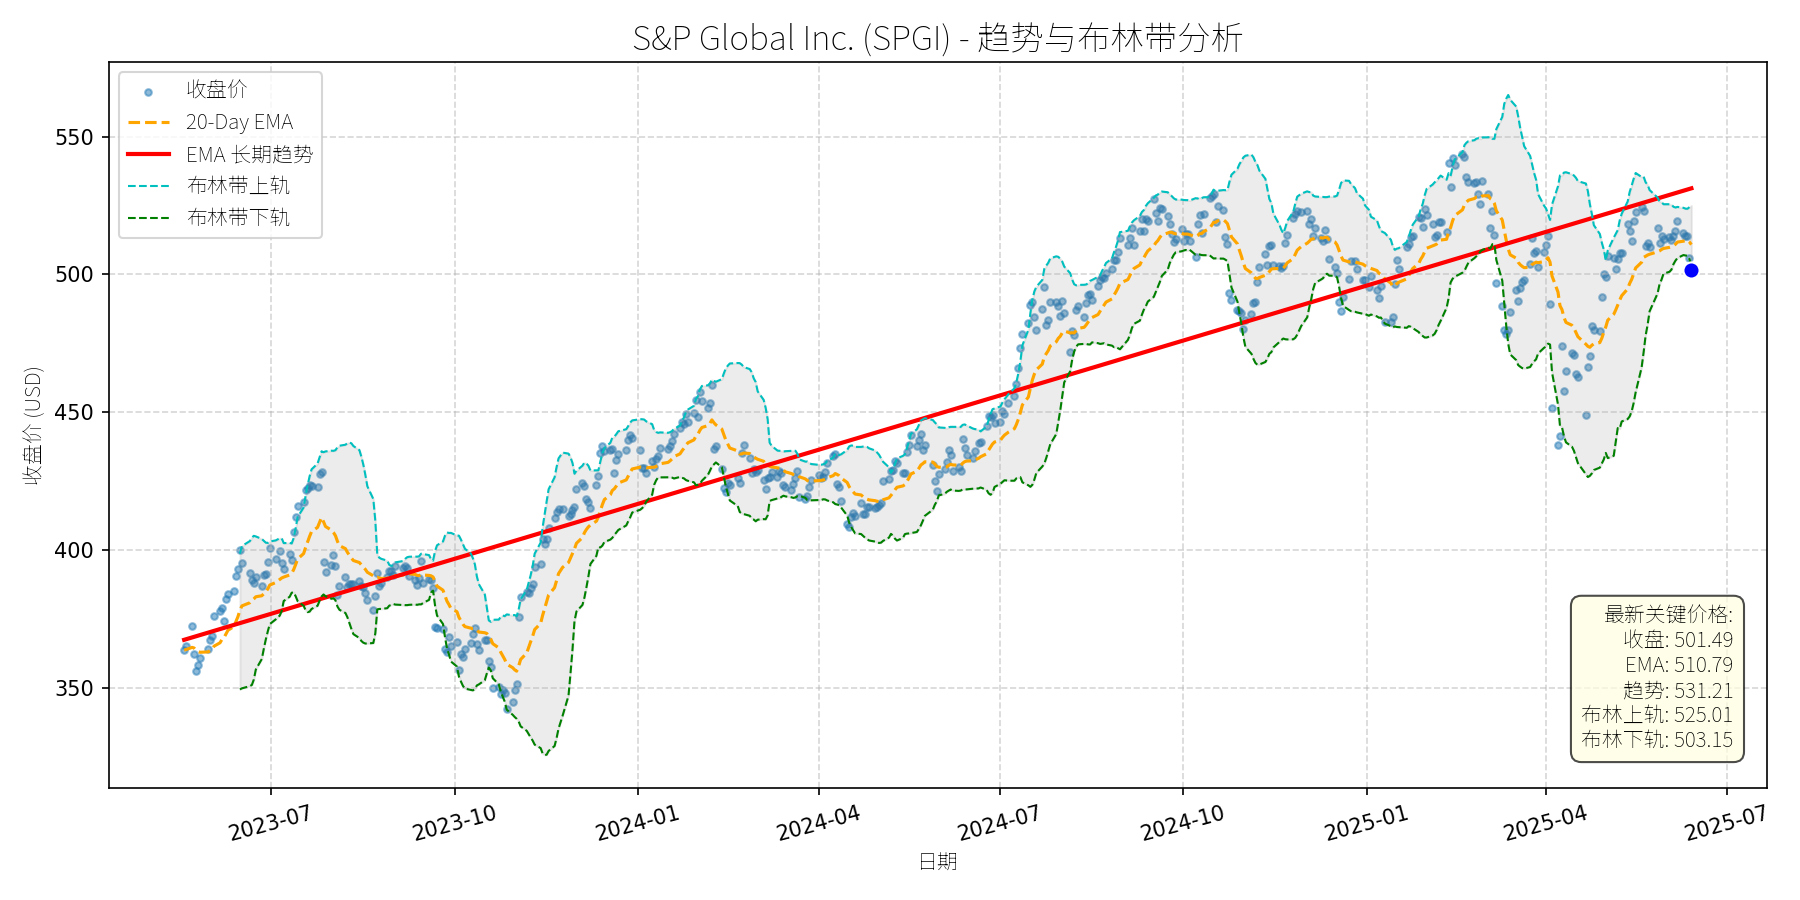 S&P Global Inc. (SPGI) - 趋势与布林带分析
收盘价
20-Day EMA
EMA 长期趋势
布林带上轨
布林带下轨
收盘价 (USD)
550
500
450
400
350
最新关键价格:
收盘: 501.49
EMA: 510.79
趋势: 531.21
布林上轨: 525.01
布林下轨: 503.15
2023-07
2023-10
2024-01
2024-04
2024-07
2024-10
2025-01
2025-04
2025-07
日期